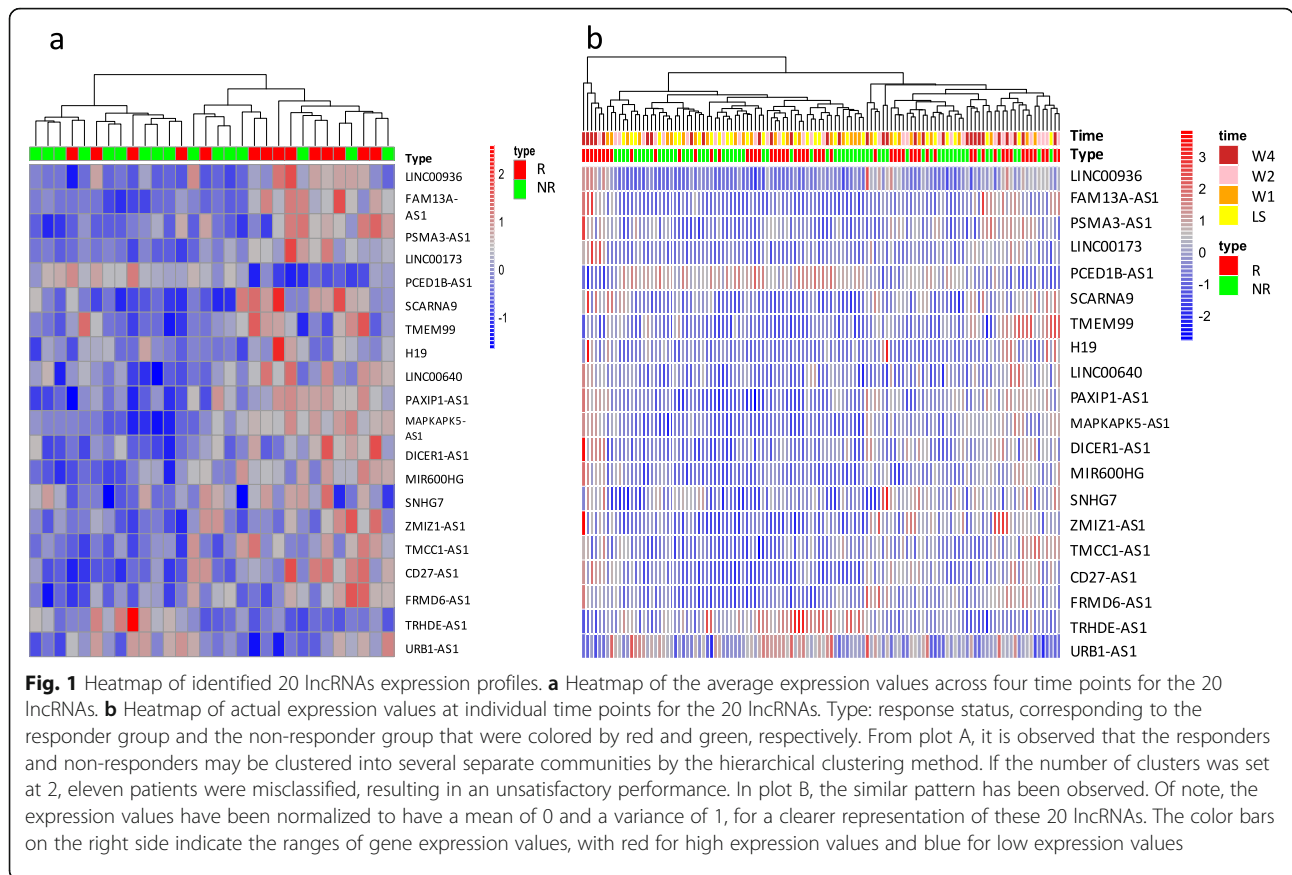 a
b
Type
LINC00936
FAM13A-
AS1
PSMA3-AS1
LINC00173
PCED1B-AS1
SCARNA9
TMEM99
H19
LINC00640
PAXIP1-AS1
MAPKAPK5-
AS1
DICER1-AS1
MIR600HG
SNHG7
ZMIZ1-AS1
TMCC1-AS1
CD27-AS1
FRMD6-AS1
TRHDE-AS1
URB1-AS1
2
1
0
-1
type
R
NR
Time
Type
LINC00936
FAM13A-AS1
PSMA3-AS1
LINC00173
PCED1B-AS1
SCARNA9
TMEM99
H19
LINC00640
PAXIP1-AS1
MAPKAPK5-AS1
DICER1-AS1
MIR600HG
SNHG7
ZMIZ1-AS1
TMCC1-AS1
CD27-AS1
FRMD6-AS1
TRHDE-AS1
URB1-AS1
3
2
1
0
-1
-2
time
W4
W2
W1
LS
type
R
NR
Fig. 1 Heatmap of identified 20 lncRNAs expression profiles. a Heatmap of the average expression values across four time points for the 20
lncRNAs. b Heatmap of actual expression values at individual time points for the 20 lncRNAs. Type: response status, corresponding to the
responder group and the non-responder group that were colored by red and green, respectively. From plot A, it is observed that the responders
and non-responders may be clustered into several separate communities by the hierarchical clustering method. If the number of clusters was set
at 2, eleven patients were misclassified, resulting in an unsatisfactory performance. In plot B, the similar pattern has been observed. Of note, the
expression values have been normalized to have a mean of 0 and a variance of 1, for a clearer representation of these 20 lncRNAs. The color bars
on the right side indicate the ranges of gene expression values, with red for high expression values and blue for low expression values